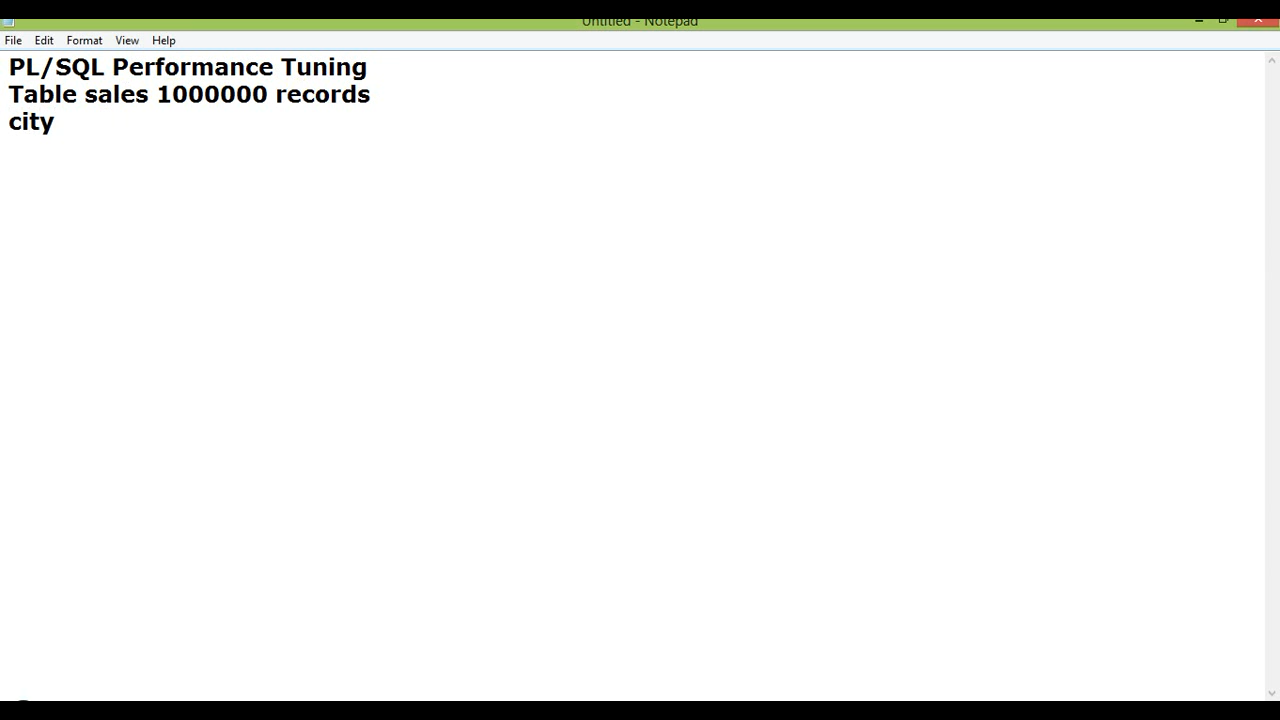 Untitled - Notepad
File Edit Format View Help
PL/SQL Performance Tuning
Table sales 1000000 records
city